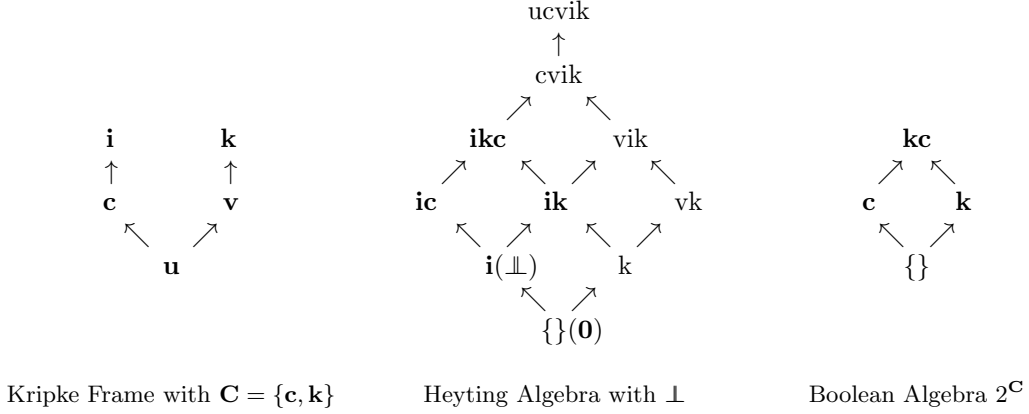 ucvik
cvik
i k ikc vik kc
c v ic ik vk c k
u i(⫫) k {}
{}(0)
Kripke Frame with C = {c, k} Heyting Algebra with ⫫ Boolean Algebra 2^C